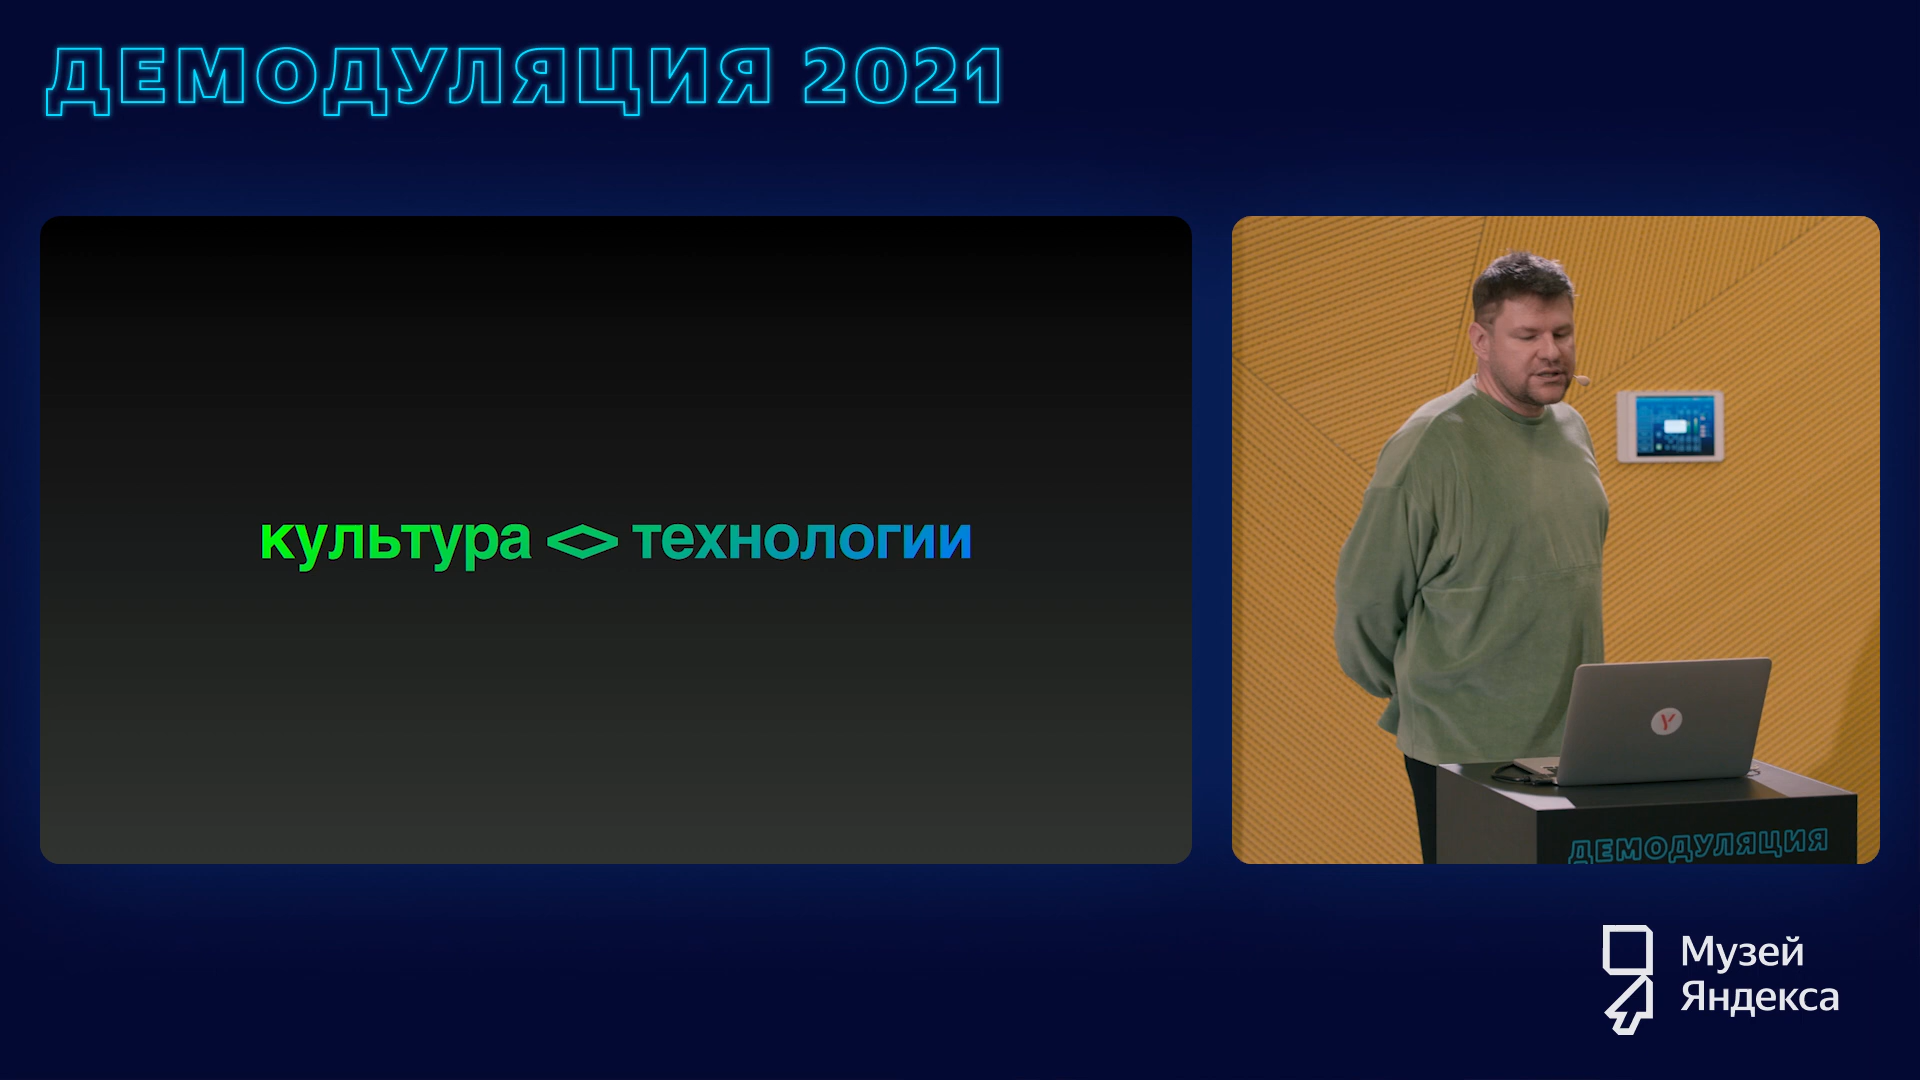 ДЕМОДУЛЯЦИЯ 2021
культура <> технологии
ДЕМОДУЛЯЦИЯ
Музей
Яндекса